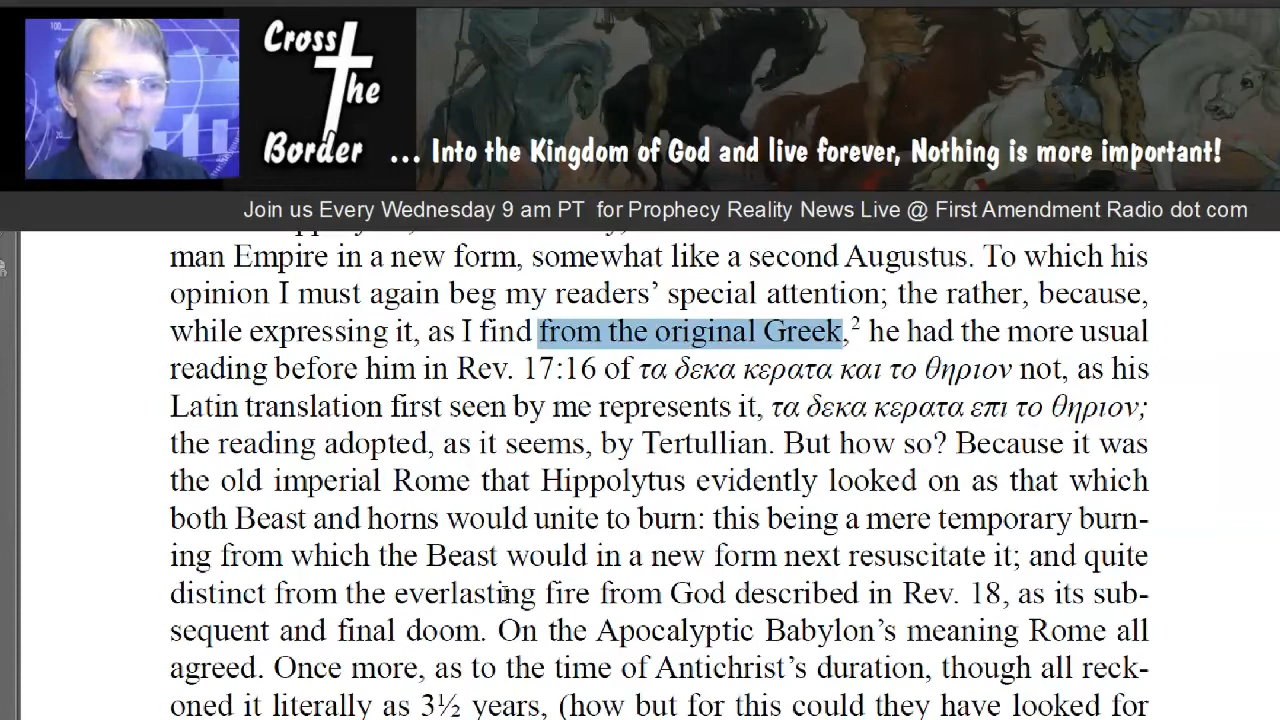 Cross
The
Border
... Into the Kingdom of God and live forever, Nothing is more important!
Join us Every Wednesday 9 am PT for Prophecy Reality News Live @ First Amendment Radio dot com
man Empire in a new form, somewhat like a second Augustus. To which his
opinion I must again beg my readers’ special attention; the rather, because,
while expressing it, as I find from the original Greek,² he had the more usual
reading before him in Rev. 17:16 of τα δεκα κερατα και το θηριον not, as his
Latin translation first seen by me represents it, τα δεκα κερατα επι το θηριον;
the reading adopted, as it seems, by Tertullian. But how so? Because it was
the old imperial Rome that Hippolytus evidently looked on as that which
both Beast and horns would unite to burn: this being a mere temporary burn-
ing from which the Beast would in a new form next resuscitate it; and quite
distinct from the everlasting fire from God described in Rev. 18, as its sub-
sequent and final doom. On the Apocalyptic Babylon’s meaning Rome all
agreed. Once more, as to the time of Antichrist’s duration, though all reck-
oned it literally as 3½ years, (how but for this could they have looked for